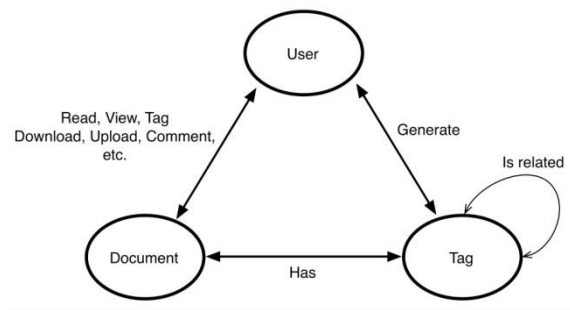 User
Read, View, Tag
Download, Upload, Comment,
etc.
Generate
Is related
Document
Has
Tag